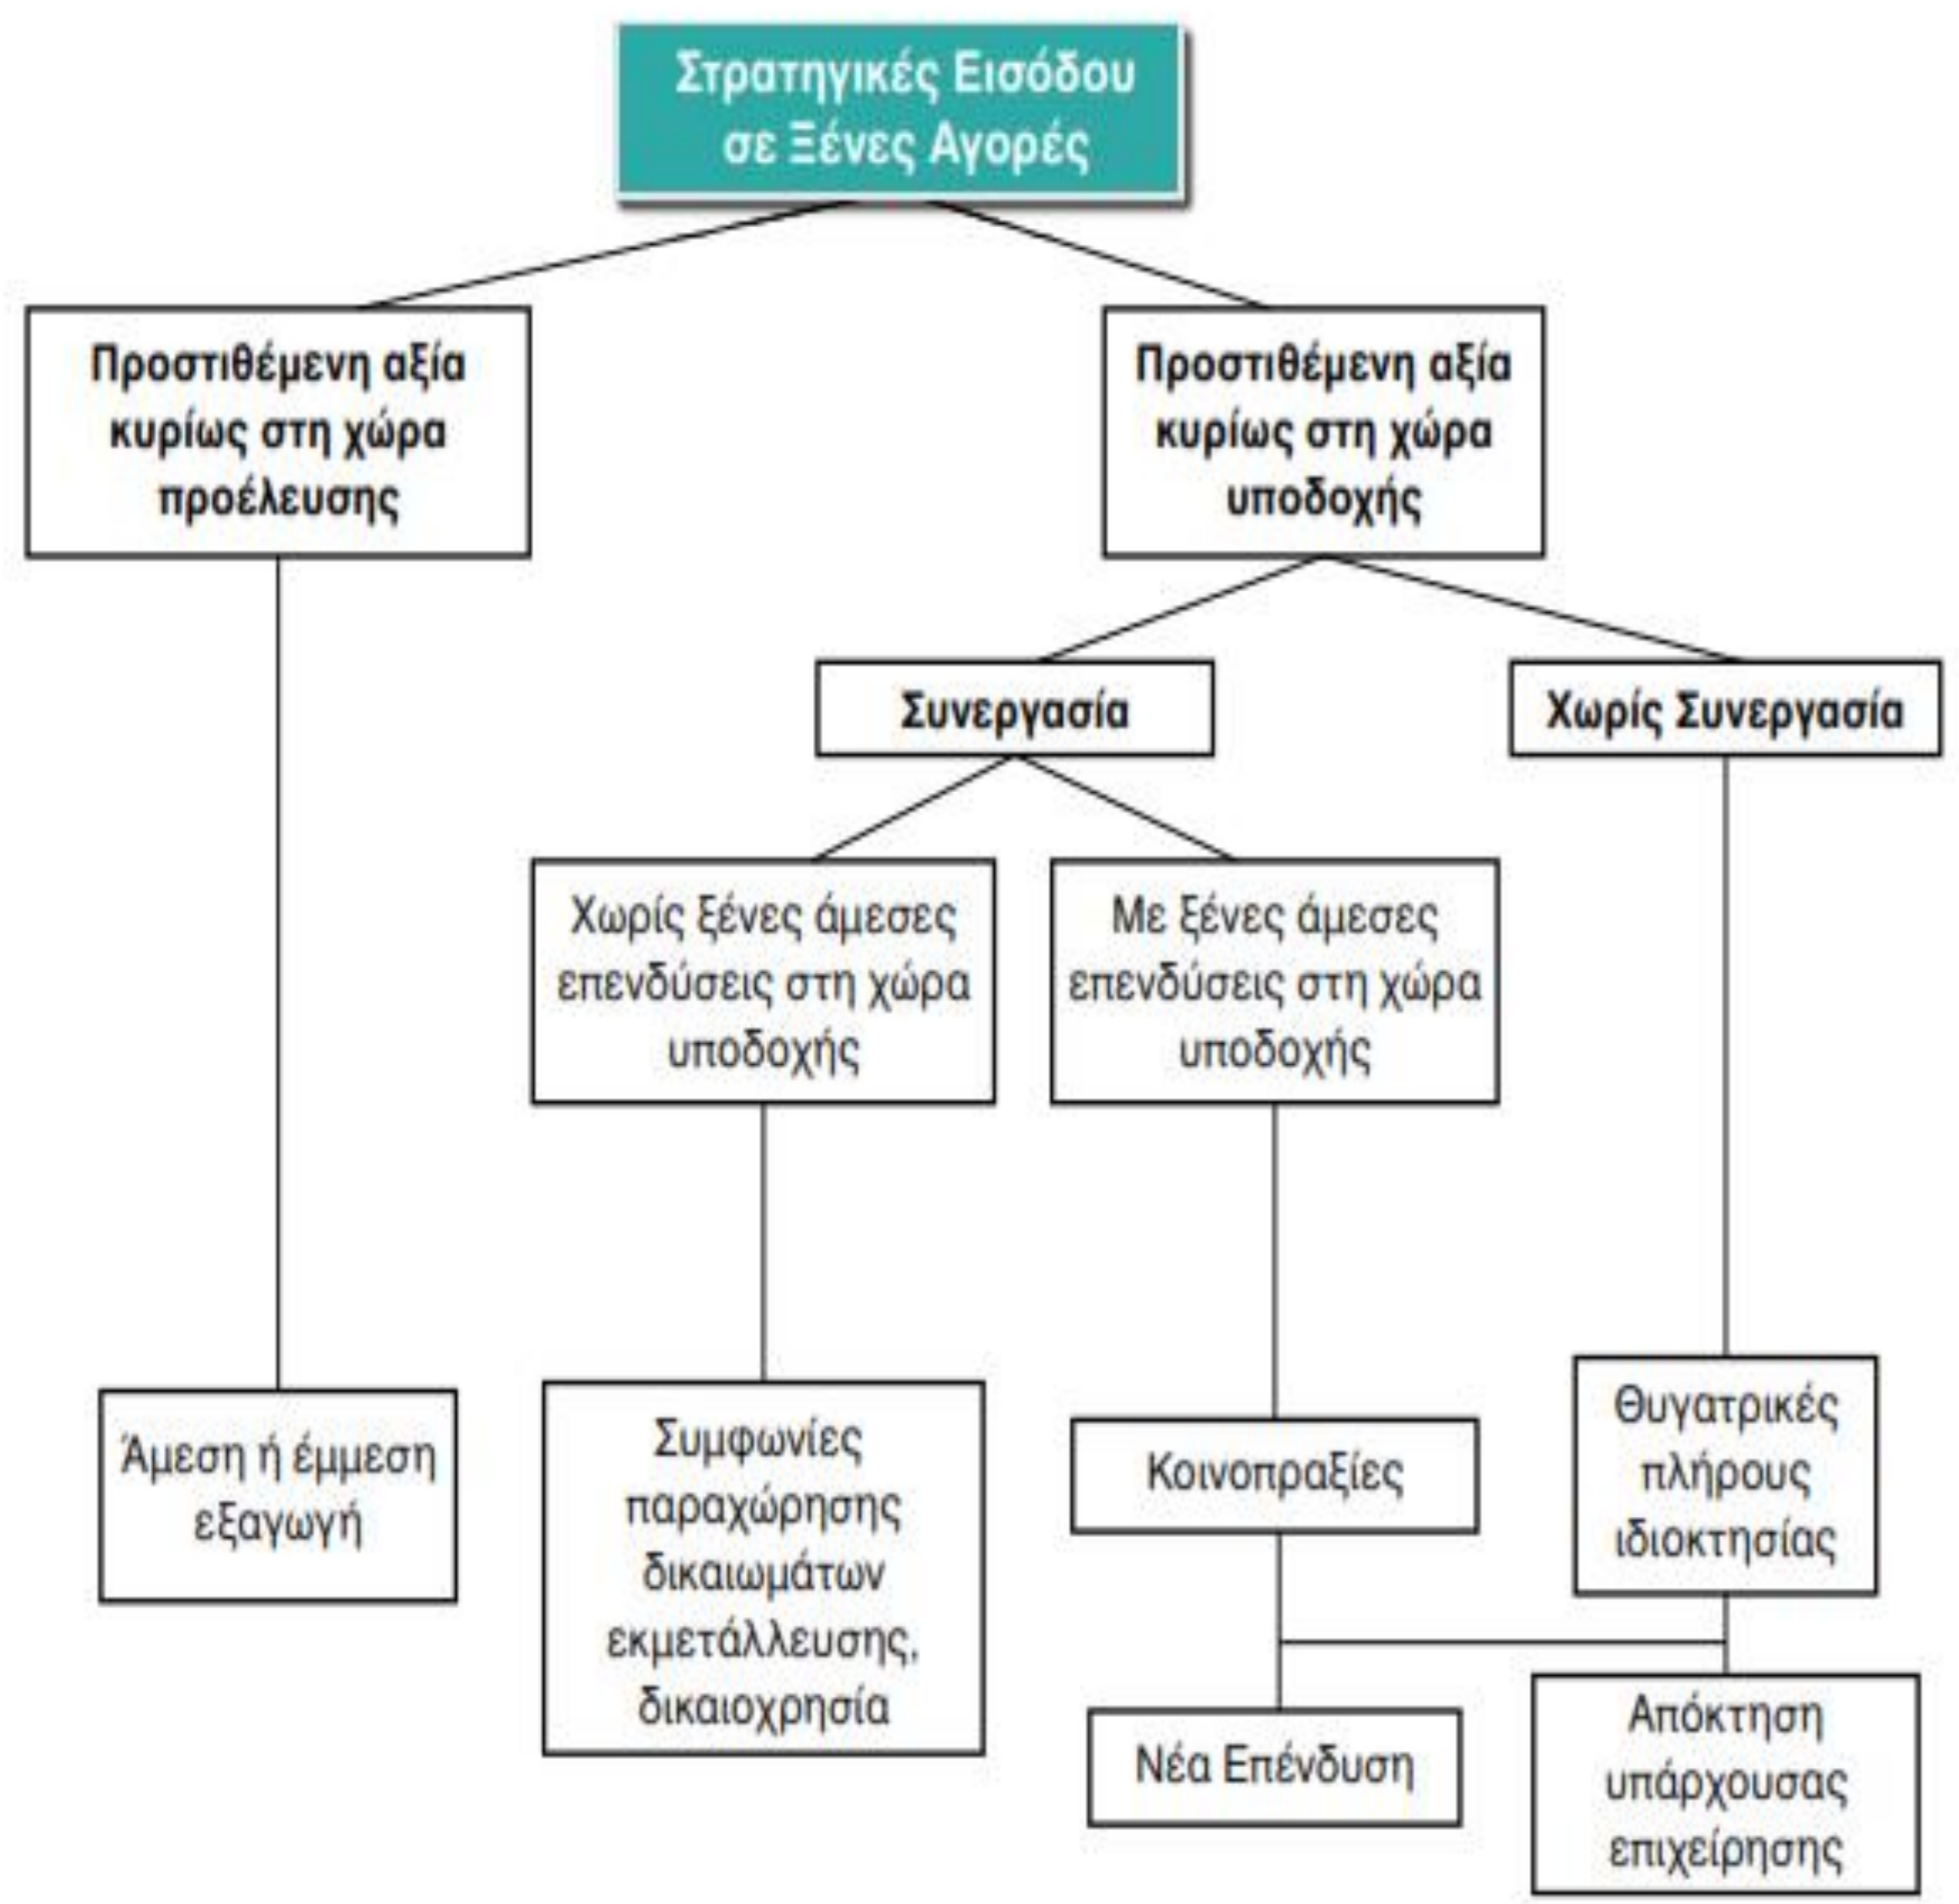 Στρατηγικές Εισόδου
σε Ξένες Αγορές
Προστιθέμενη αξία
κυρίως στη χώρα
προέλευσης
Προστιθέμενη αξία
κυρίως στη χώρα
υποδοχής
Συνεργασία
Χωρίς Συνεργασία
Χωρίς ξένες άμεσες
επενδύσεις στη χώρα
υποδοχής
Με ξένες άμεσες
επενδύσεις στη χώρα
υποδοχής
Άμεση ή έμμεση
εξαγωγή
Συμφωνίες
παραχώρησης
δικαιωμάτων
εκμετάλλευσης,
δικαιοχρησία
Κοινοπραξίες
Θυγατρικές
πλήρους
ιδιοκτησίας
Νέα Επένδυση
Απόκτηση
υπάρχουσας
επιχείρησης